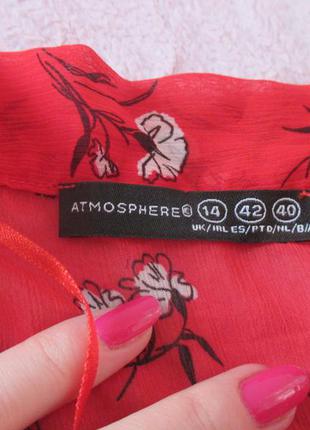 ATMOSPHERE® 14 42 40
UK/IRL ES/PTD/NL/B/A